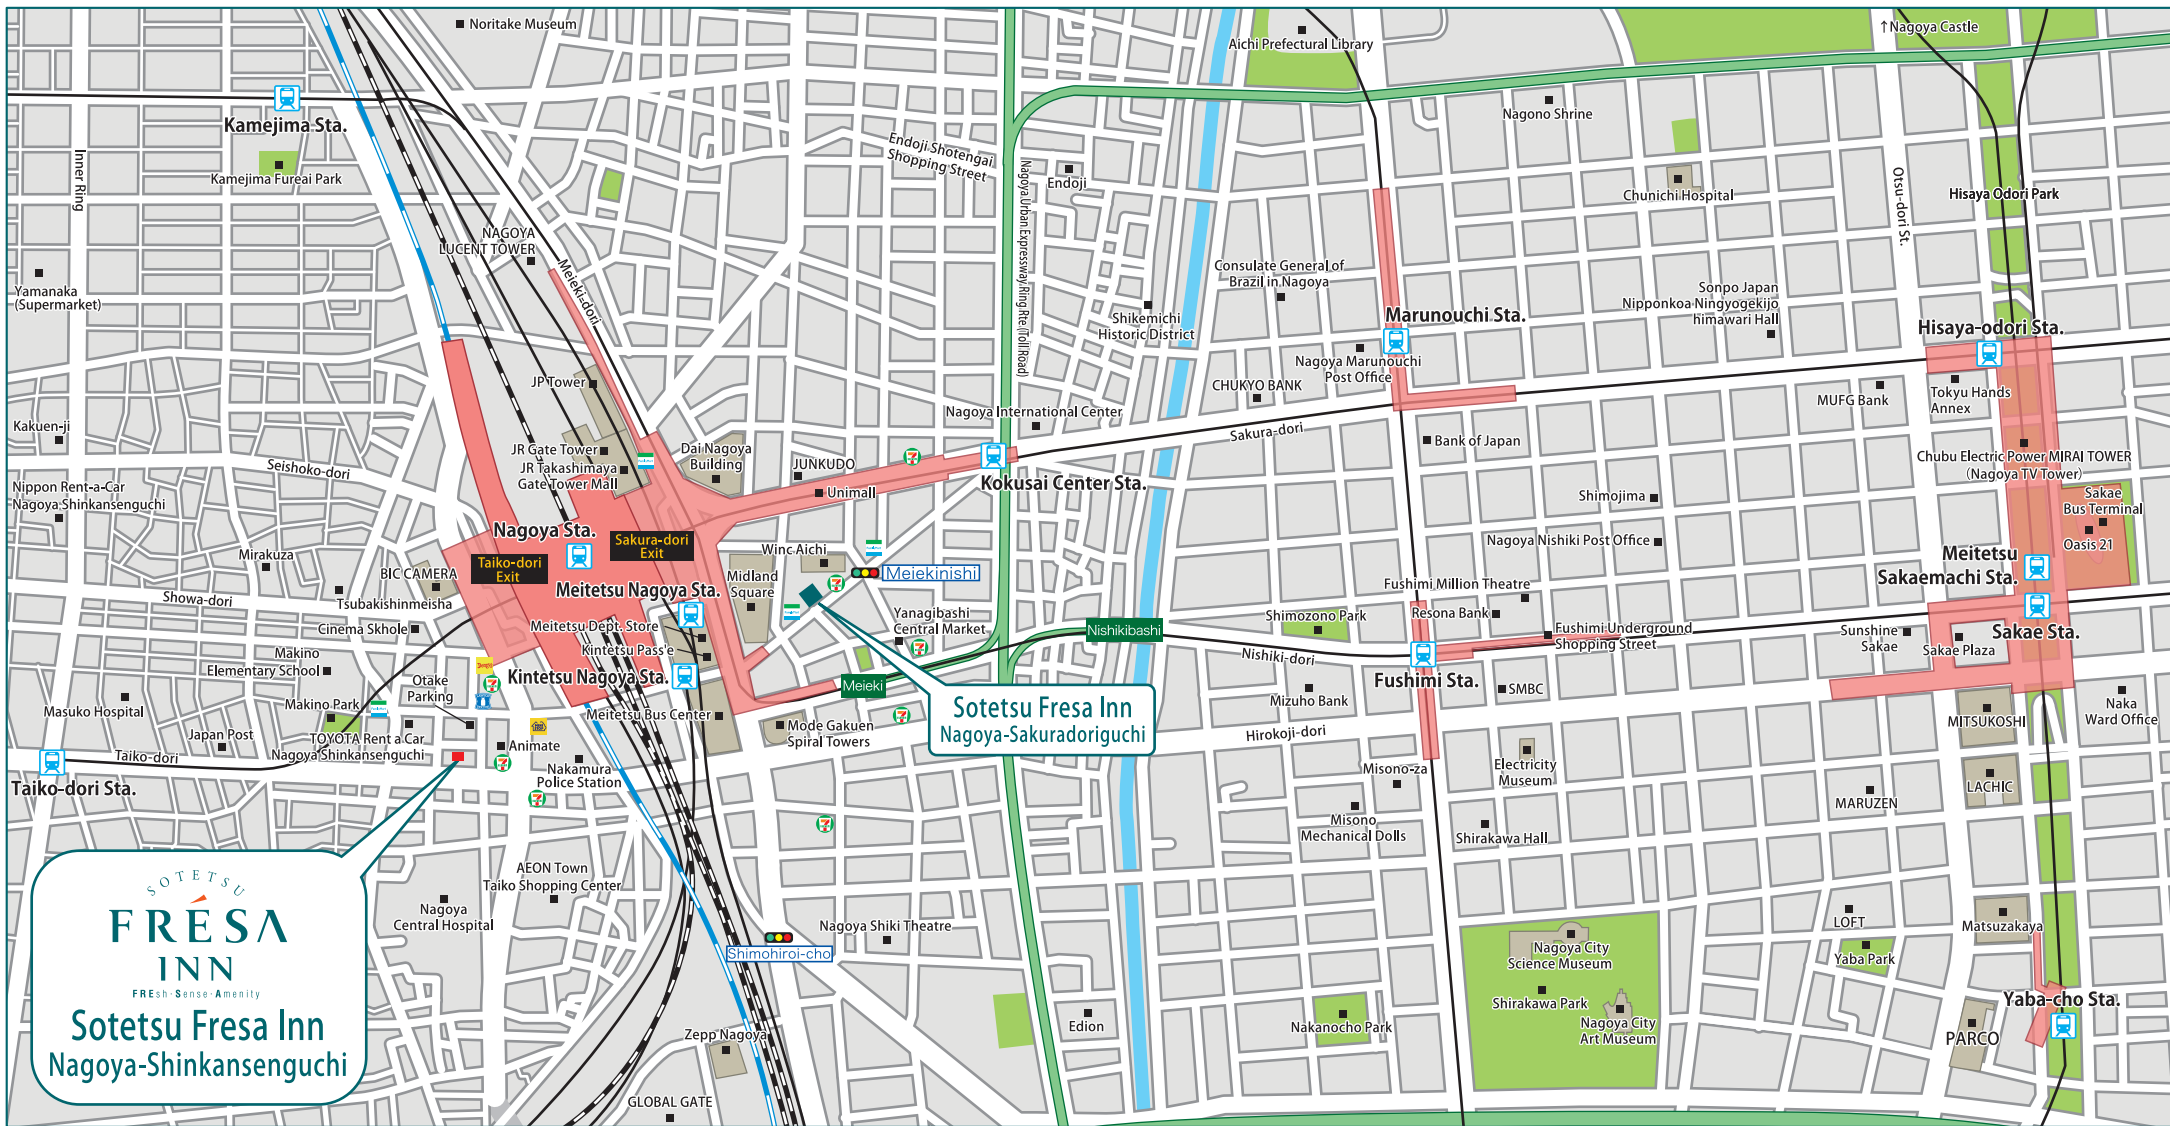 Noritake Museum
Aichi Prefectural Library
↑Nagoya Castle
Kamejima Sta.
Nagono Shrine
Endoji Shotengai
Shopping Street
Inner Ring
Kamejima Fureai Park
Endoji
Nagoya Urban Expressway Ring Rte (Toll Road)
Chunichi Hospital
Otsu-dori St.
Hisaya Odori Park
NAGOYA
LUCENT TOWER
Meieki-dori
Yamanaka
(Supermarket)
Consulate General of
Brazil in Nagoya
Shikemichi
Historic District
Marunouchi Sta.
Sonpo Japan
Nipponkoa Ningyogekijo
himawari Hall
Hisaya-odori Sta.
Nagoya Marunouchi
Post Office
JP Tower
CHUKYO BANK
MUFG Bank
Tokyu Hands
Annex
Nagoya International Center
Sakura-dori
Kakuen-ji
Seishoko-dori
JR Gate Tower
JR Takashimaya
Gate Tower Mall
Dai Nagoya
Building
JUNKUDO
Unimall
Kokusai Center Sta.
Bank of Japan
Chubu Electric Power MIRAI TOWER
(Nagoya TV Tower)
Nippon Rent-a-Car
Nagoya Shinkansenguchi
Shimojima
Sakae
Bus Terminal
Oasis 21
Nagoya Sta.
Sakura-dori
Exit
Taiko-dori
Exit
Winc Aichi
Meiekinishi
Nagoya Nishiki Post Office
Meitetsu
Sakaemachi Sta.
Mirakuza
BIC CAMERA
Tsubakishinmeisha
Showa-dori
Cinema Skhole
Meitetsu Nagoya Sta.
Midland
Square
Meitetsu Dept. Store
Kintetsu Pass'e
Kintetsu Nagoya Sta.
Yanagibashi
Central Market
Nishikibashi
Shimozono Park
Nishiki-dori
Fushimi Million Theatre
Resona Bank
Fushimi Underground
Shopping Street
Fushimi Sta.
Sunshine
Sakae
Sakae Plaza
Sakae Sta.
Makino
Elementary School
Otake
Parking
Makino Park
Masuko Hospital
Japan Post
TOYOTA Rent a Car
Nagoya Shinkansenguchi
Animate
Nakamura
Police Station
Meitetsu Bus Center
Mode Gakuen
Spiral Towers
Meieki
Sotetsu Fresa Inn
Nagoya-Sakuradoriguchi
Mizuho Bank
SMBC
Hirokoji-dori
MITSUKOSHI
Naka
Ward Office
Taiko-dori
Taiko-dori Sta.
Misono-za
Electricity
Museum
LACHIC
MARUZEN
Misono
Mechanical Dolls
Shirakawa Hall
AEON Town
Taiko Shopping Center
Nagoya
Central Hospital
Nagoya Shiki Theatre
Shimohiroi-cho
LOFT
Yaba Park
Matsuzakaya
Nagoya City
Science Museum
Shirakawa Park
Nagoya City
Art Museum
Yaba-cho Sta.
PARCO
Edion
Nakanocho Park
Zepp Nagoya
GLOBAL GATE
SOTETSU
FRÉSA
INN
FREsh·Sense·Amenity
Sotetsu Fresa Inn
Nagoya-Shinkansenguchi